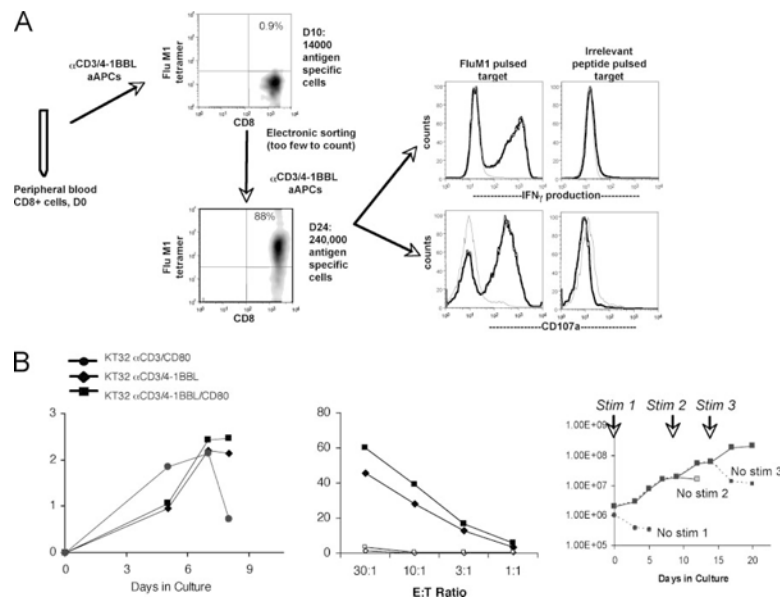 A
αCD3/4-1BBL
aAPCs
Peripheral blood
CD8+ cells, D0
Flu M1
tetramer
0.9%
CD8
D10:
14000
antigen
specific
cells
Electronic sorting
(too few to count)
αCD3/4-1BBL
aAPCs
Flu M1
tetramer
88%
CD8
D24:
240,000
antigen
specific
cells
FluM1 pulsed
target
Irrelevant
peptide pulsed
target
counts
IFNγ production
counts
CD107a
B
KT32 αCD3/CD80
KT32 αCD3/4-1BBL
KT32 αCD3/4-1BBL/CD80
3
2
1
0
0 3 6 9
Days in Culture
80
60
40
20
0
30:1 10:1 3:1 1:1
E:T Ratio
Stim 1 Stim 2 Stim 3
1.00E+09
1.00E+08
1.00E+07
1.00E+06
1.00E+05
No stim 3
No stim 2
No stim 1
0 5 10 15 20
Days in Culture